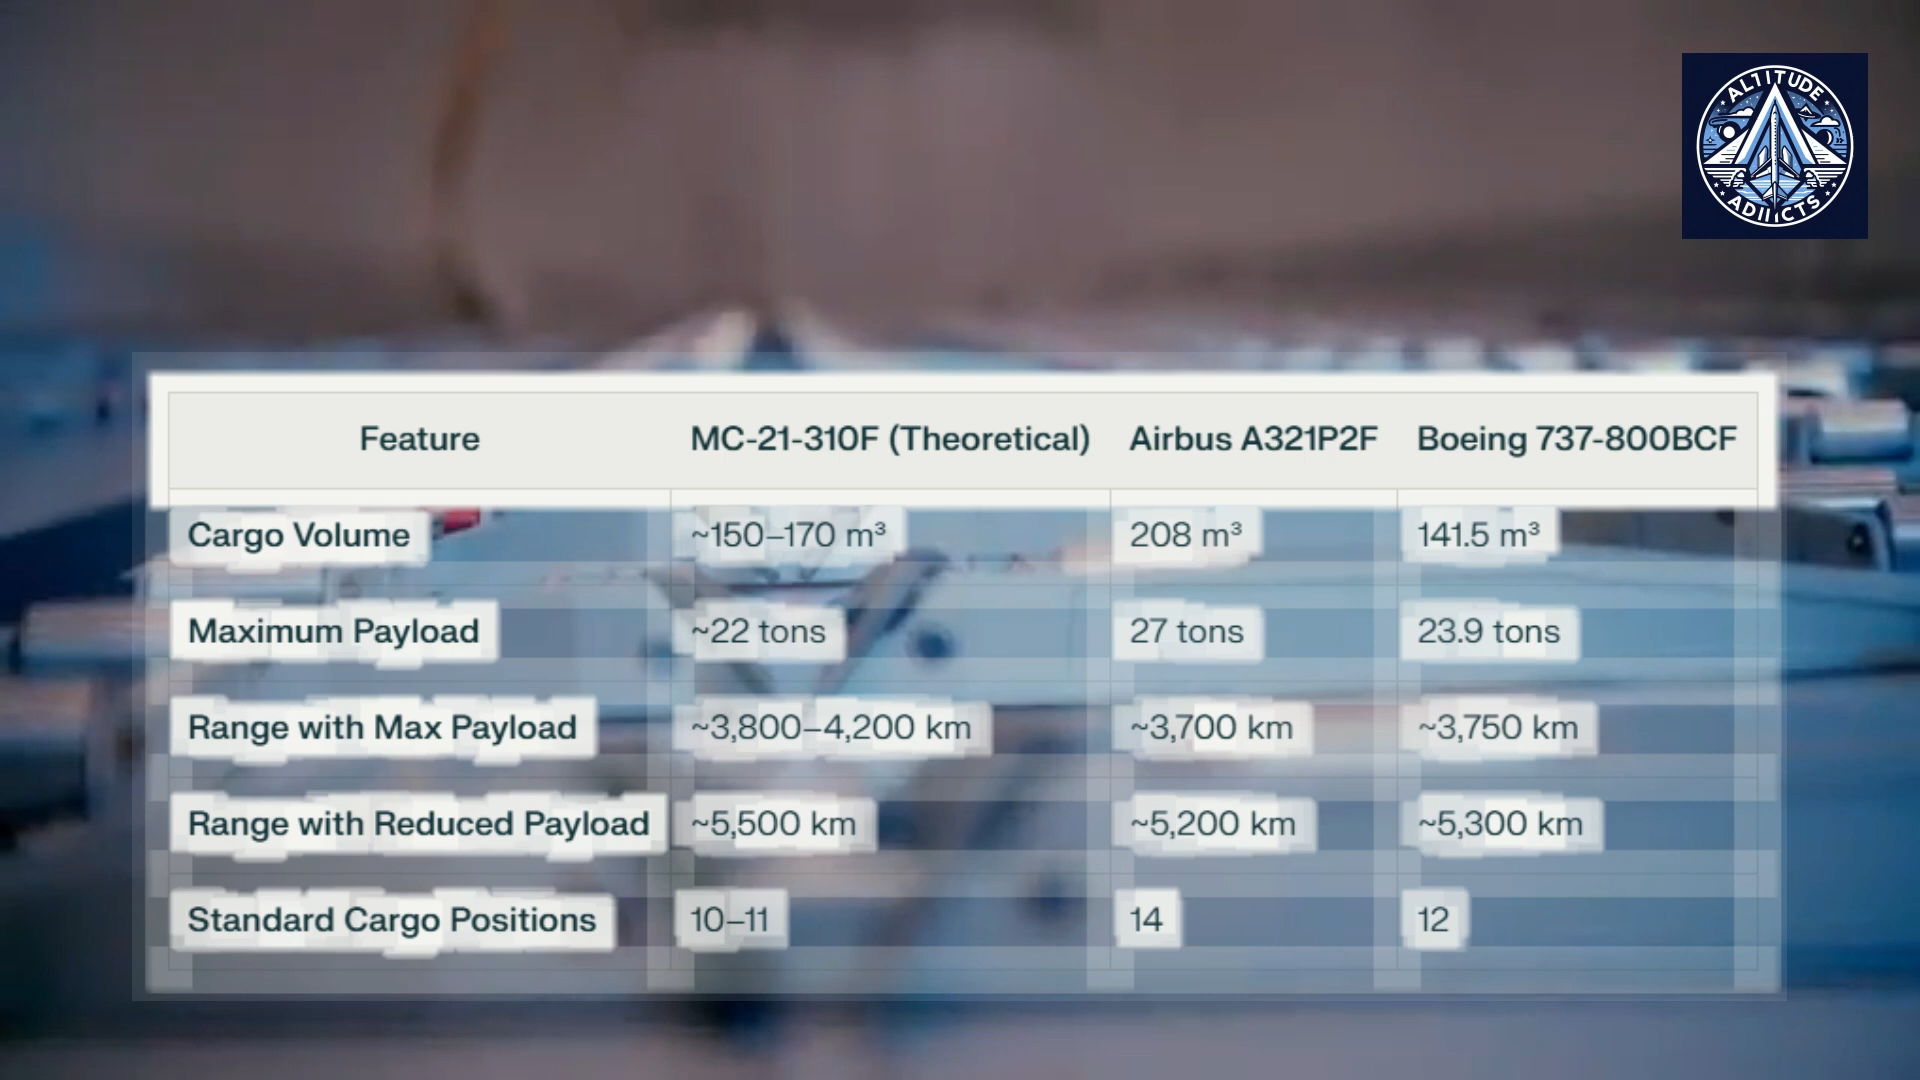 ALTITUDE
ADIICTS
Feature MC-21-310F (Theoretical) Airbus A321P2F Boeing 737-800BCF
Cargo Volume ~150–170 m³ 208 m³ 141.5 m³
Maximum Payload ~22 tons 27 tons 23.9 tons
Range with Max Payload ~3,800–4,200 km ~3,700 km ~3,750 km
Range with Reduced Payload ~5,500 km ~5,200 km ~5,300 km
Standard Cargo Positions 10–11 14 12